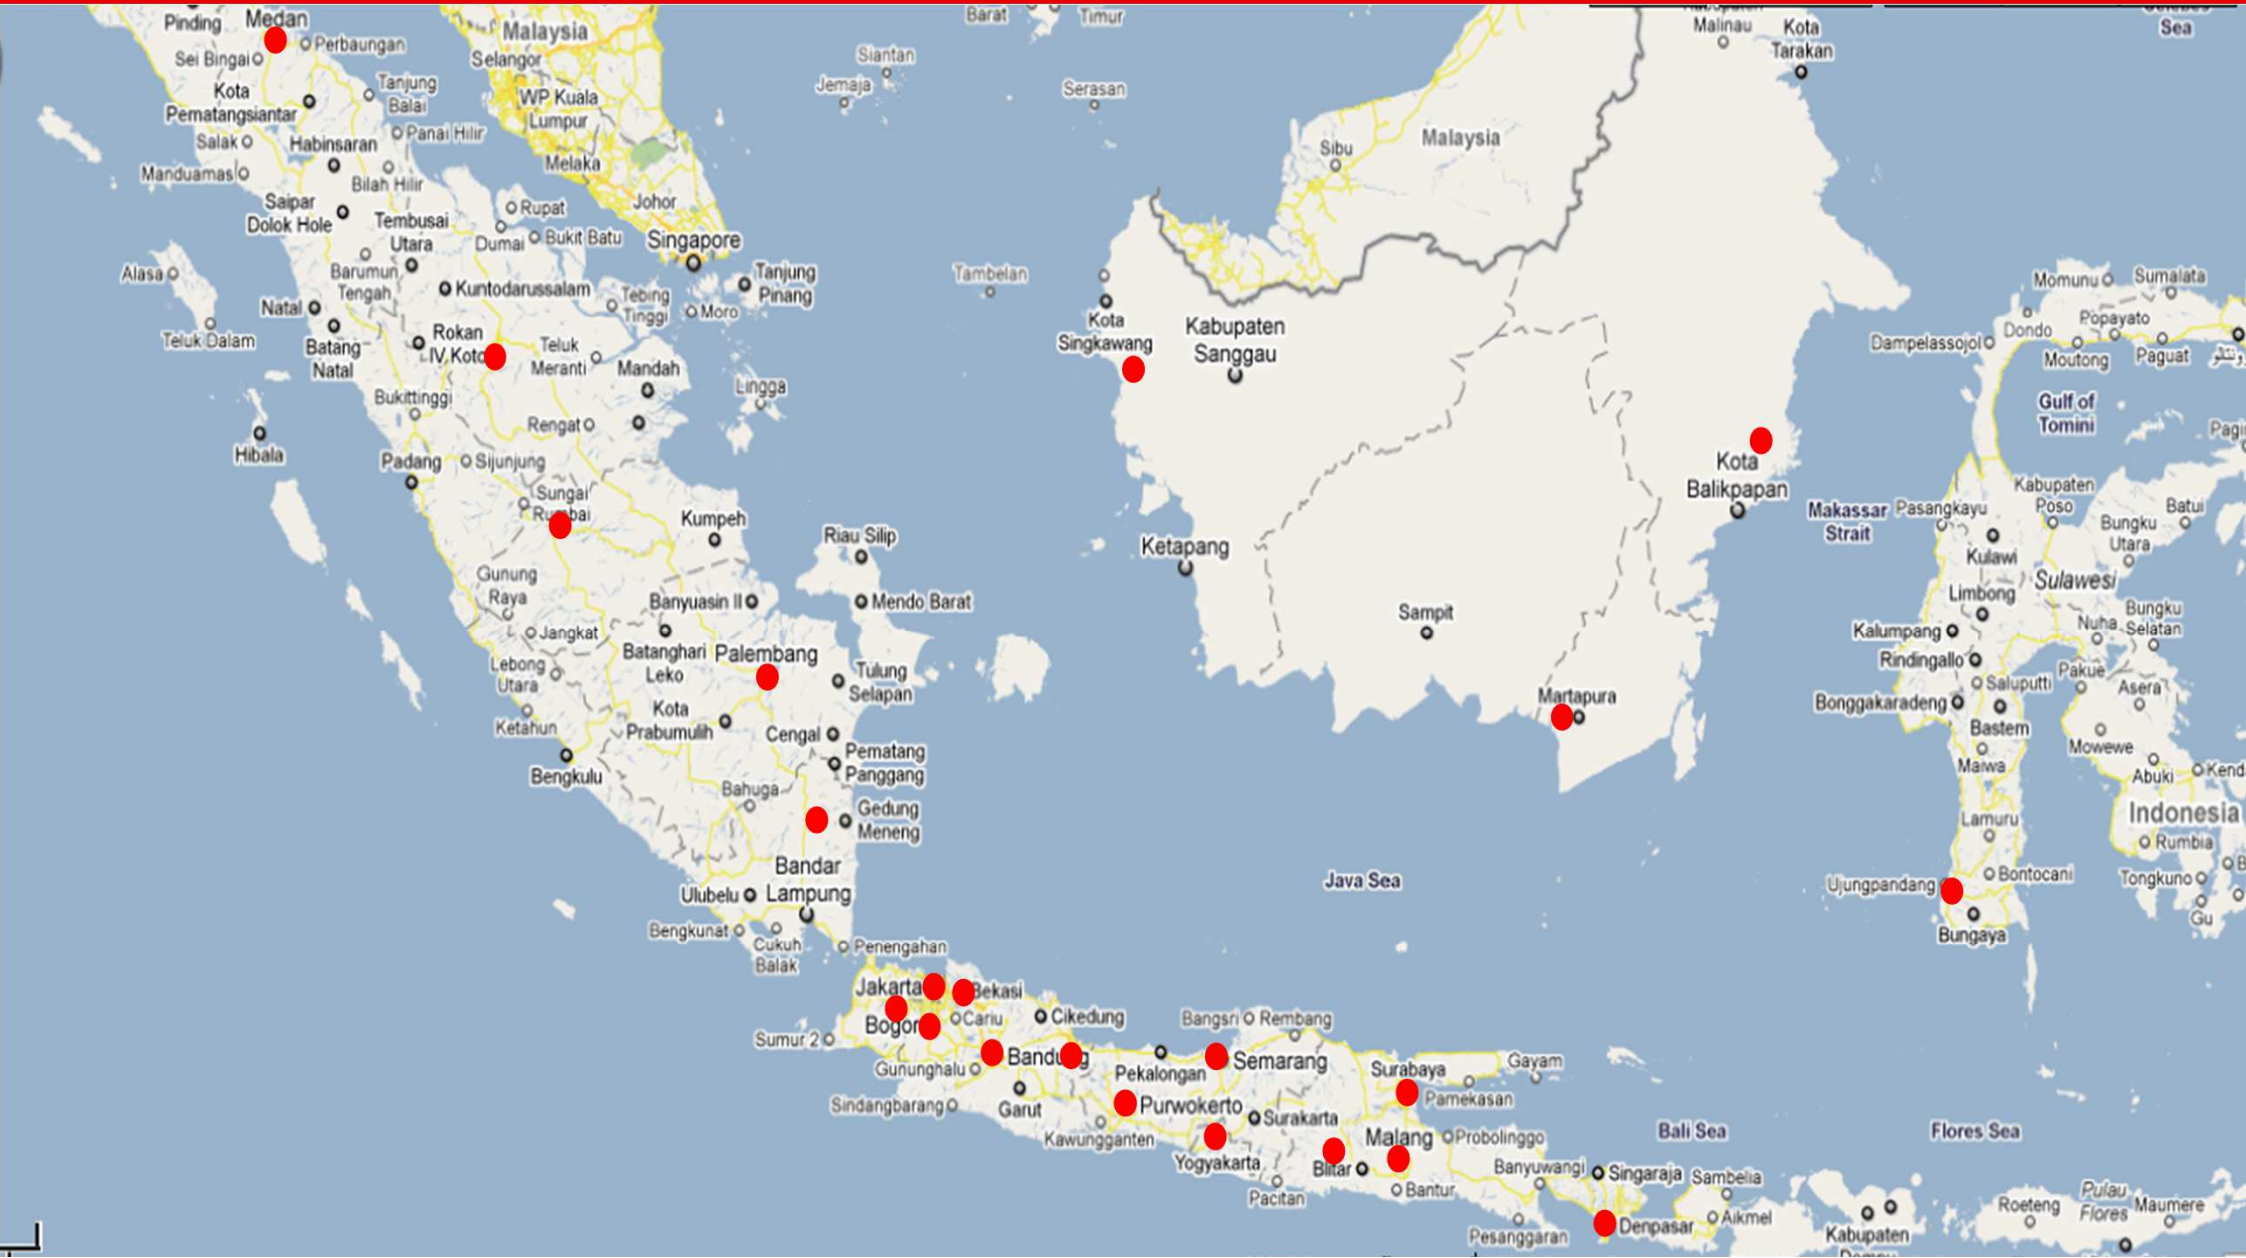 Pinding
Medan
Perbaungan
Sei Bingai
Kota
Pematangsiantar
Tanjung
Balai
Salak
Habinsaran
Panai Hilir
Manduamas
Bilah Hilir
Saipar
Dolok Hole
Tembusai
Utara
Rupat
Dumai
Bukit Batu
Alasa
Barumun
Tengah
Kuntodarussalam
Tebing
Tinggi
Moro
Natal
Teluk Dalam
Batang
Natal
Rokan
IV Koto
Teluk
Meranti
Mandah
Bukittinggi
Lingga
Rengat
Hibala
Padang
Sijunjung
Sungai
Rumbai
Kumpeh
Riau Silip
Gunung
Raya
Banyuasin II
Mendo Barat
Jangkat
Batanghari
Leko
Palembang
Lebong
Utara
Tulung
Selapan
Kota
Prabumulih
Ketahun
Cengal
Bengkulu
Pematang
Panggang
Bahuga
Gedung
Meneng
Bandar
Lampung
Ulubelu
Bengkunat
Cukuh
Balak
Penengahan
Malaysia
Selangor
WP Kuala
Lumpur
Melaka
Johor
Singapore
Tanjung
Pinang
Barat
Timur
Siantan
Jemaja
Serasan
Tambelan
Sibu
Malaysia
Malinau
Kota
Tarakan
Sea
Kota
Singkawang
Kabupaten
Sanggau
Ketapang
Sampit
Martapura
Kota
Balikpapan
Makassar
Strait
Java Sea
Momunu
Sumalata
Dondo
Popayato
Dampelassojol
Moutong
Paguat
Gulf of
Tomini
Pagi
Kabupaten
Poso
Pasangkayu
Batui
Bungku
Utara
Kulawi
Sulawesi
Limbong
Bungku
Selatan
Nuha
Kalumpang
Rindingallo
Saluputti
Pakue
Asera
Bonggakaradeng
Bastem
Mowewe
Maiwa
Abuki
Kend
Indonesia
Lamuru
Rumbia
Bontocani
Tongkuno
Ujungpandang
Gu
Bungaya
Jakarta
Bekasi
Bogor
Cariu
Cikedung
Sumur 2
Bandung
Gununghalu
Sindangbarang
Garut
Pekalongan
Bangsri
Rembang
Semarang
Purwokerto
Surakarta
Kawungganten
Yogyakarta
Pacitan
Surabaya
Gayam
Pamekasan
Malang
Probolinggo
Blitar
Bantur
Banyuwangi
Pesanggaran
Bali Sea
Singaraja
Sambelia
Denpasar
Aikmel
Flores Sea
Kabupaten
Roeteng
Pulau
Flores
Maumere